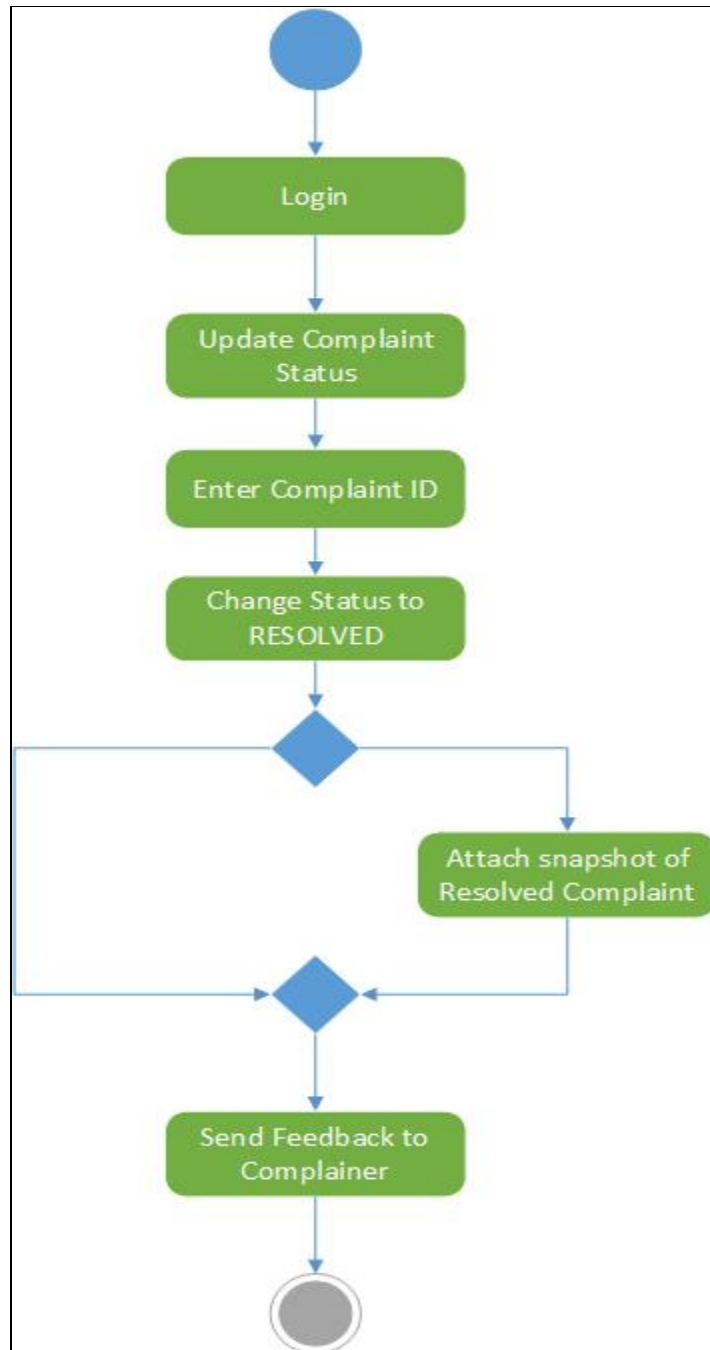 Login
Update Complaint
Status
Enter Complaint ID
Change Status to
RESOLVED
Attach snapshot of
Resolved Complaint
Send Feedback to
Complainer